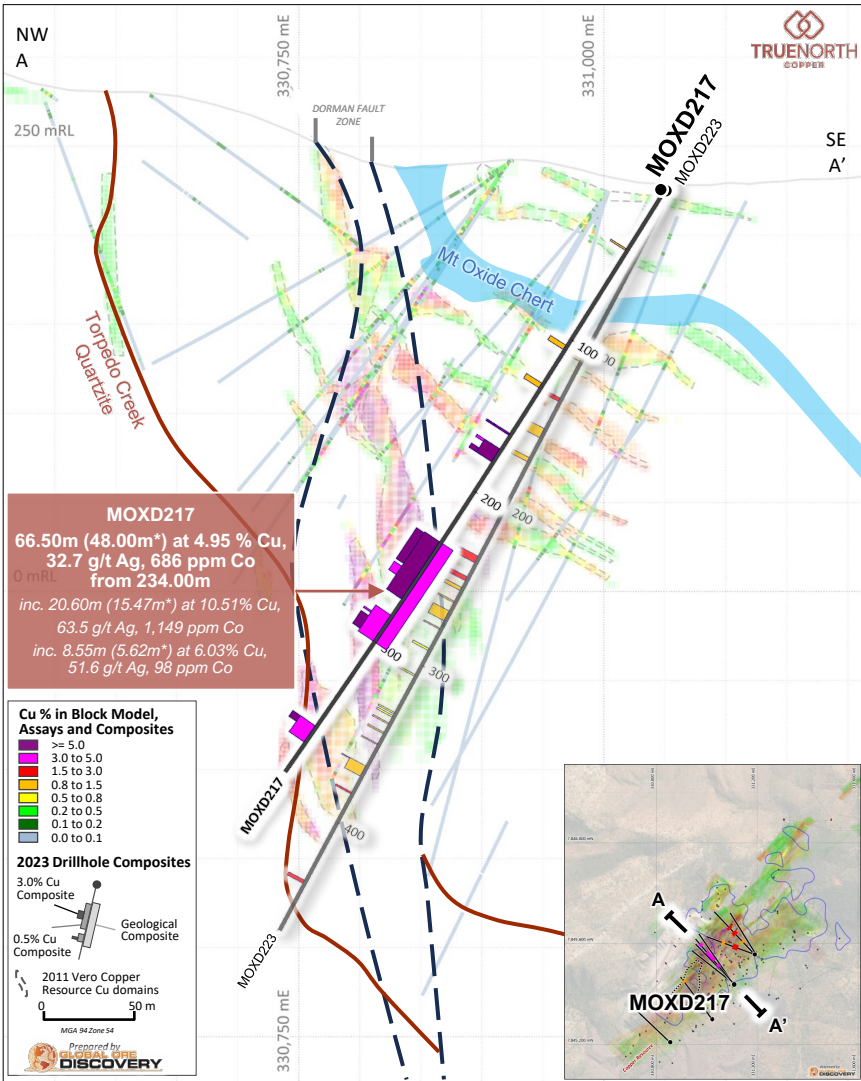 NW
A
330,750 mE
331,000 mE
TRUENORTH
COPPER
DORMAN FAULT
ZONE
250 mRL
MOXD217
MOXD223
SE
A'
Mt Oxide Chert
Torpedo Creek
Quartzite
100
200
200
300
400
MOXD217
66.50m (48.00m*) at 4.95 % Cu,
32.7 g/t Ag, 686 ppm Co
from 234.00m
inc. 20.60m (15.47m*) at 10.51% Cu,
63.5 g/t Ag, 1,149 ppm Co
inc. 8.55m (5.62m*) at 6.03% Cu,
51.6 g/t Ag, 98 ppm Co
0 mRL
Cu % in Block Model,
Assays and Composites
>= 5.0
3.0 to 5.0
1.5 to 3.0
0.8 to 1.5
0.5 to 0.8
0.2 to 0.5
0.1 to 0.2
0.0 to 0.1
2023 Drillhole Composites
3.0% Cu
Composite
Geological
Composite
0.5% Cu
Composite
2011 Vero Copper
Resource Cu domains
0 50 m
MGA 94 Zone 54
Prepared by
GLOBAL ORE
DISCOVERY
MOXD217
MOXD223
330,750 mE
A
MOXD217
A'
Copper Resource
DISCOVERY